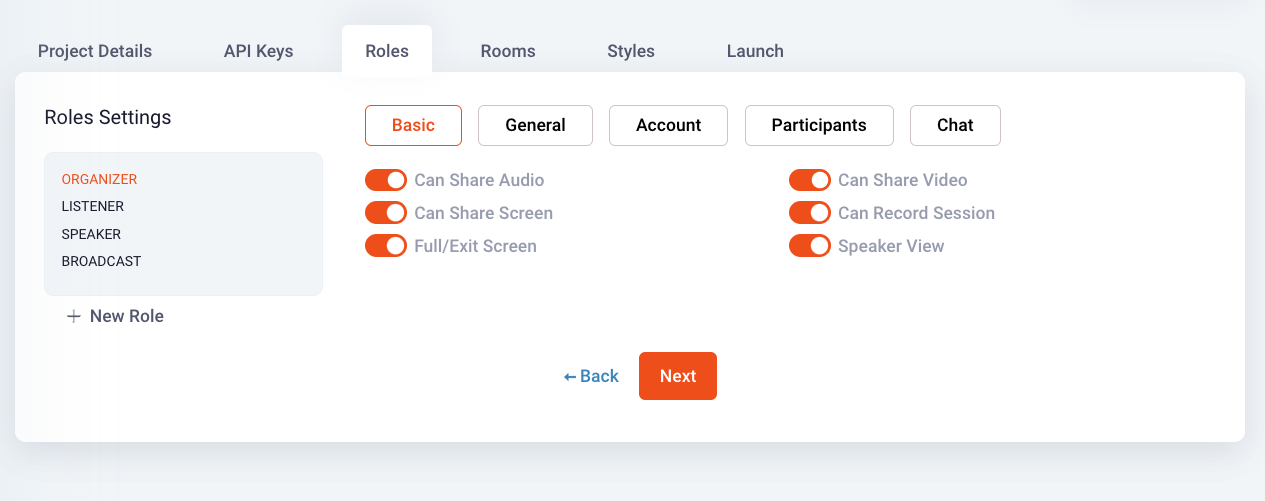 Project Details API Keys Roles Rooms Styles Launch
Roles Settings
Basic General Account Participants Chat
ORGANIZER
LISTENER
SPEAKER
BROADCAST
+ New Role
Can Share Audio Can Share Video
Can Share Screen Can Record Session
Full/Exit Screen Speaker View
← Back Next